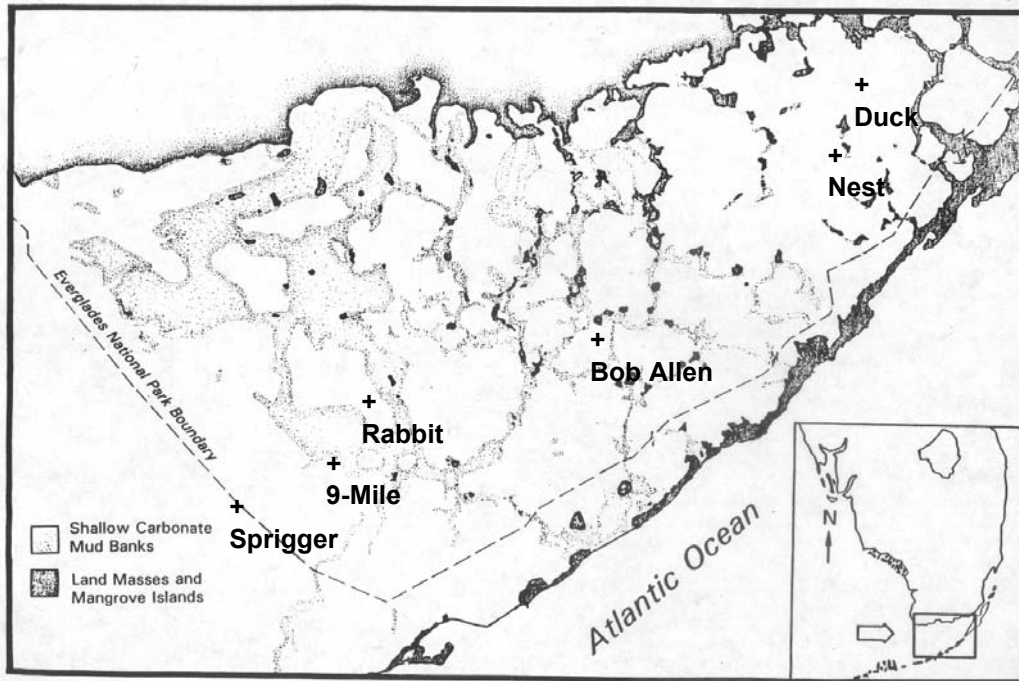 Duck
Nest
Everglades National Park Boundary
Bob Allen
Rabbit
9-Mile
Sprigger
Shallow Carbonate
Mud Banks
Land Masses and
Mangrove Islands
Atlantic Ocean
N